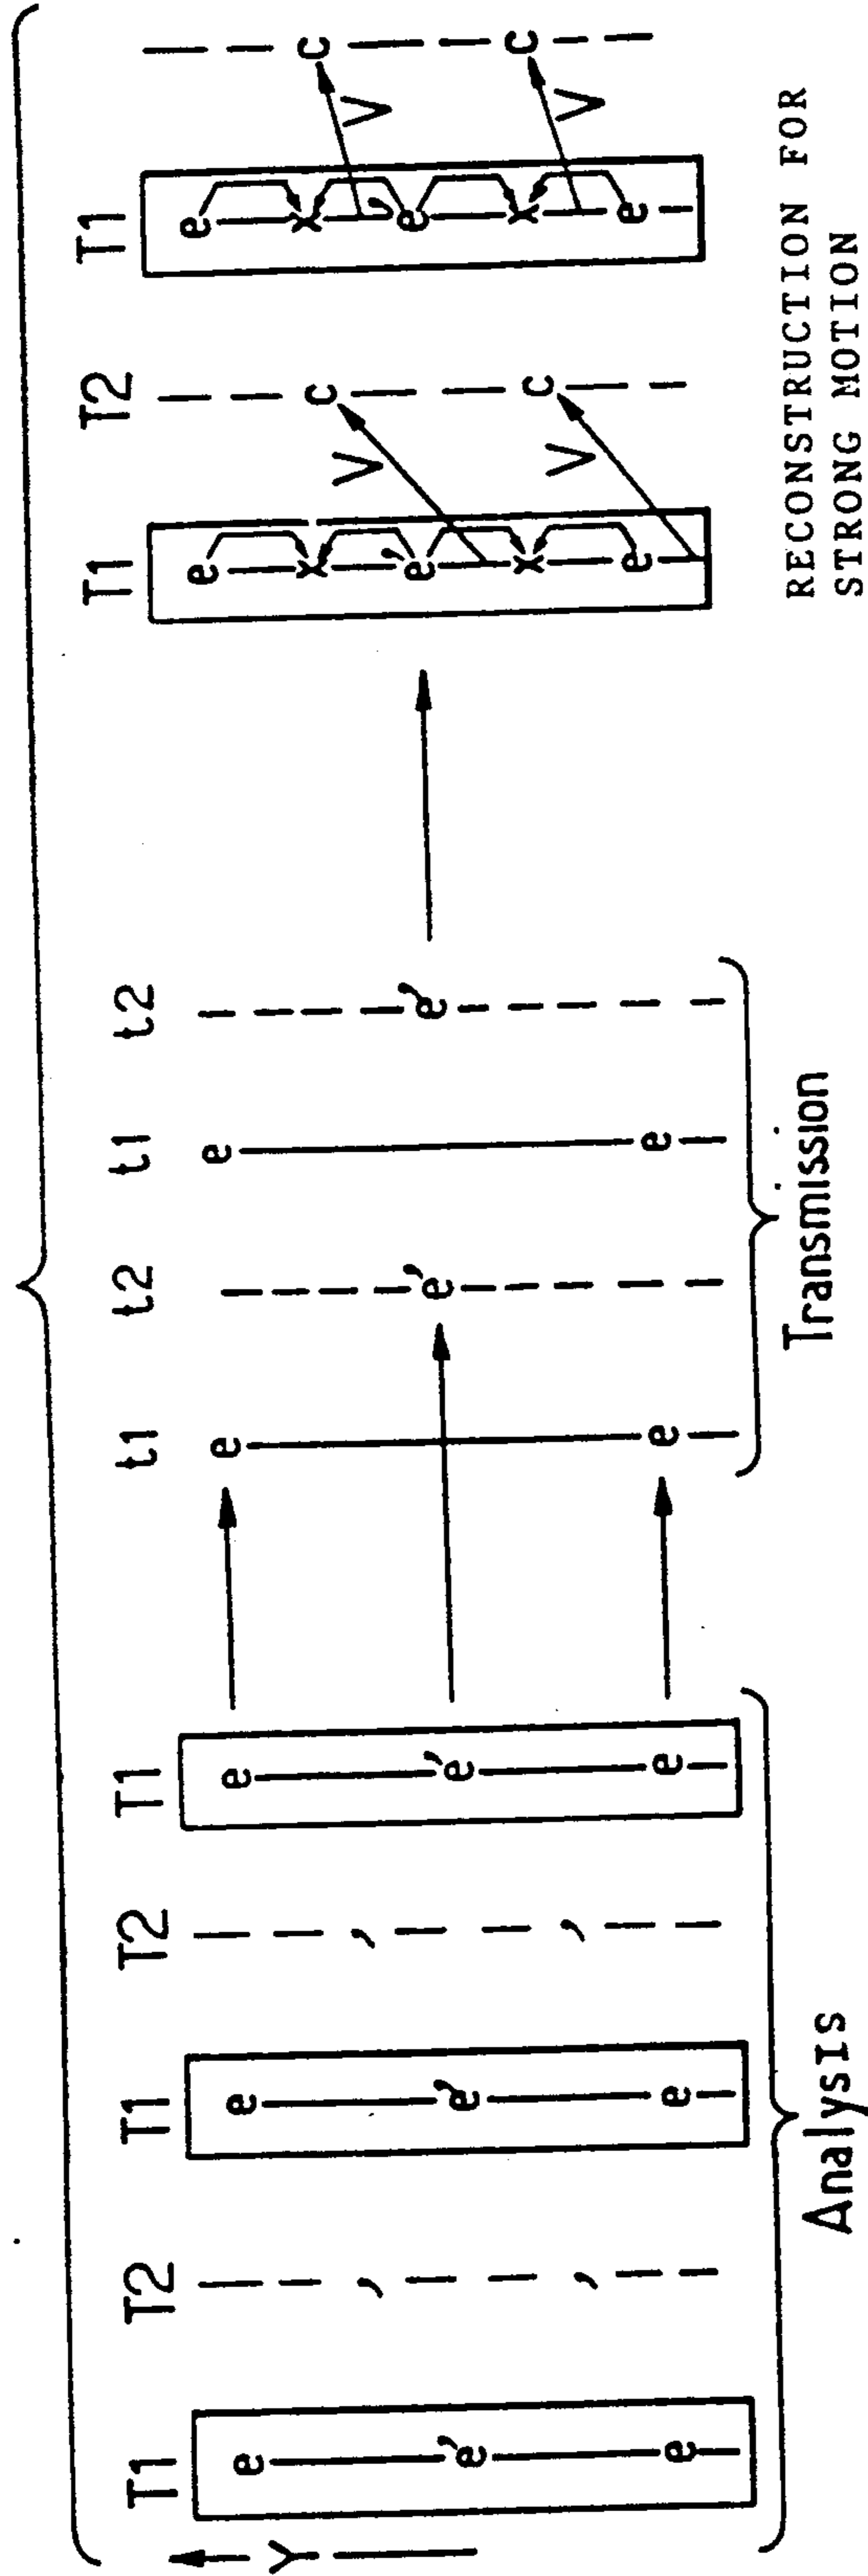 T1 T2 T1 T2 T1 t1 t2 t1 t2 T1 T2 T1
e e e e e e e
Y , , x c x c
V V
'e 'e 'e 'e 'e 'e 'e
V V
, , x c x c
e e e e e e e
Analysis Transmission RECONSTRUCTION FOR
STRONG MOTION